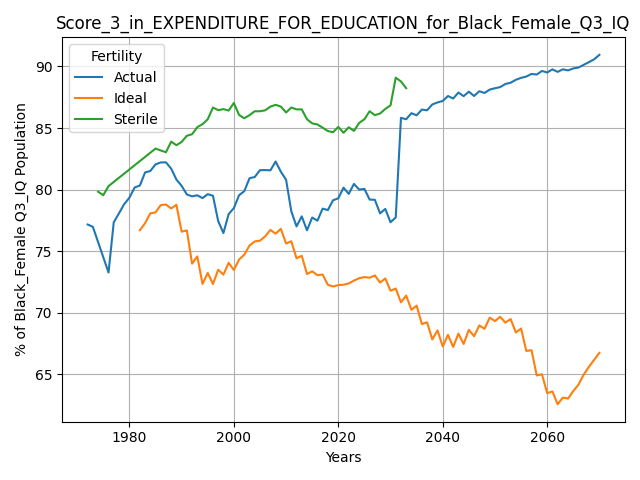 Score_3_in_EXPENDITURE_FOR_EDUCATION_for_Black_Female_Q3_IQ
Fertility
Actual
Ideal
Sterile
% of Black_Female Q3_IQ Population
90
85
80
75
70
65
1980
2000
2020
2040
2060
Years